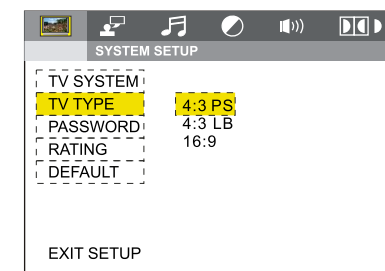 SYSTEM SETUP
TV SYSTEM
TV TYPE
4:3 PS
PASSWORD
4:3 LB
RATING
16:9
DEFAULT
EXIT SETUP